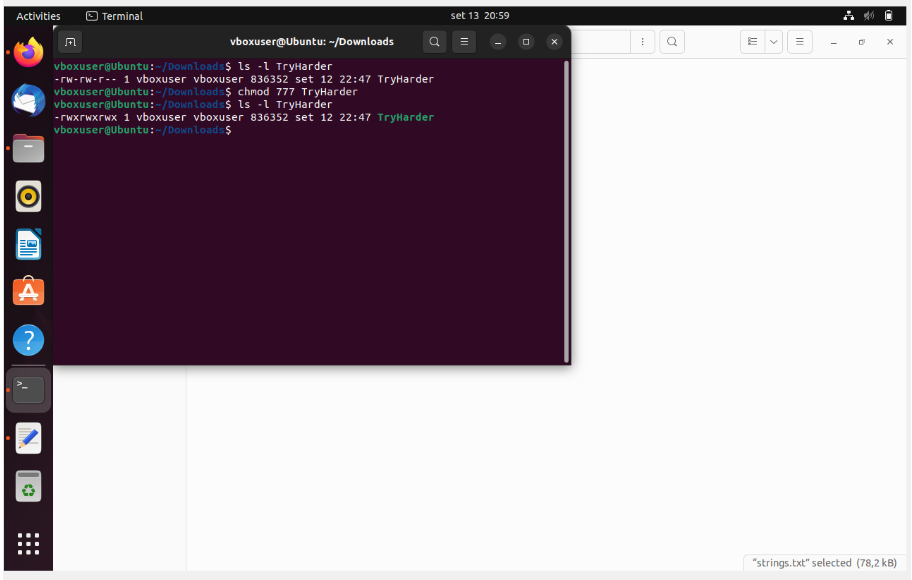 Activities Terminal set 13 20:59
vboxuser@Ubuntu: ~/Downloads
vboxuser@Ubuntu:~/Downloads$ ls -l TryHarder
-rw-rw-r-- 1 vboxuser vboxuser 836352 set 12 22:47 TryHarder
vboxuser@Ubuntu:~/Downloads$ chmod 777 TryHarder
vboxuser@Ubuntu:~/Downloads$ ls -l TryHarder
-rwxrwxrwx 1 vboxuser vboxuser 836352 set 12 22:47 TryHarder
vboxuser@Ubuntu:~/Downloads$
"strings.txt" selected (78,2 kB)